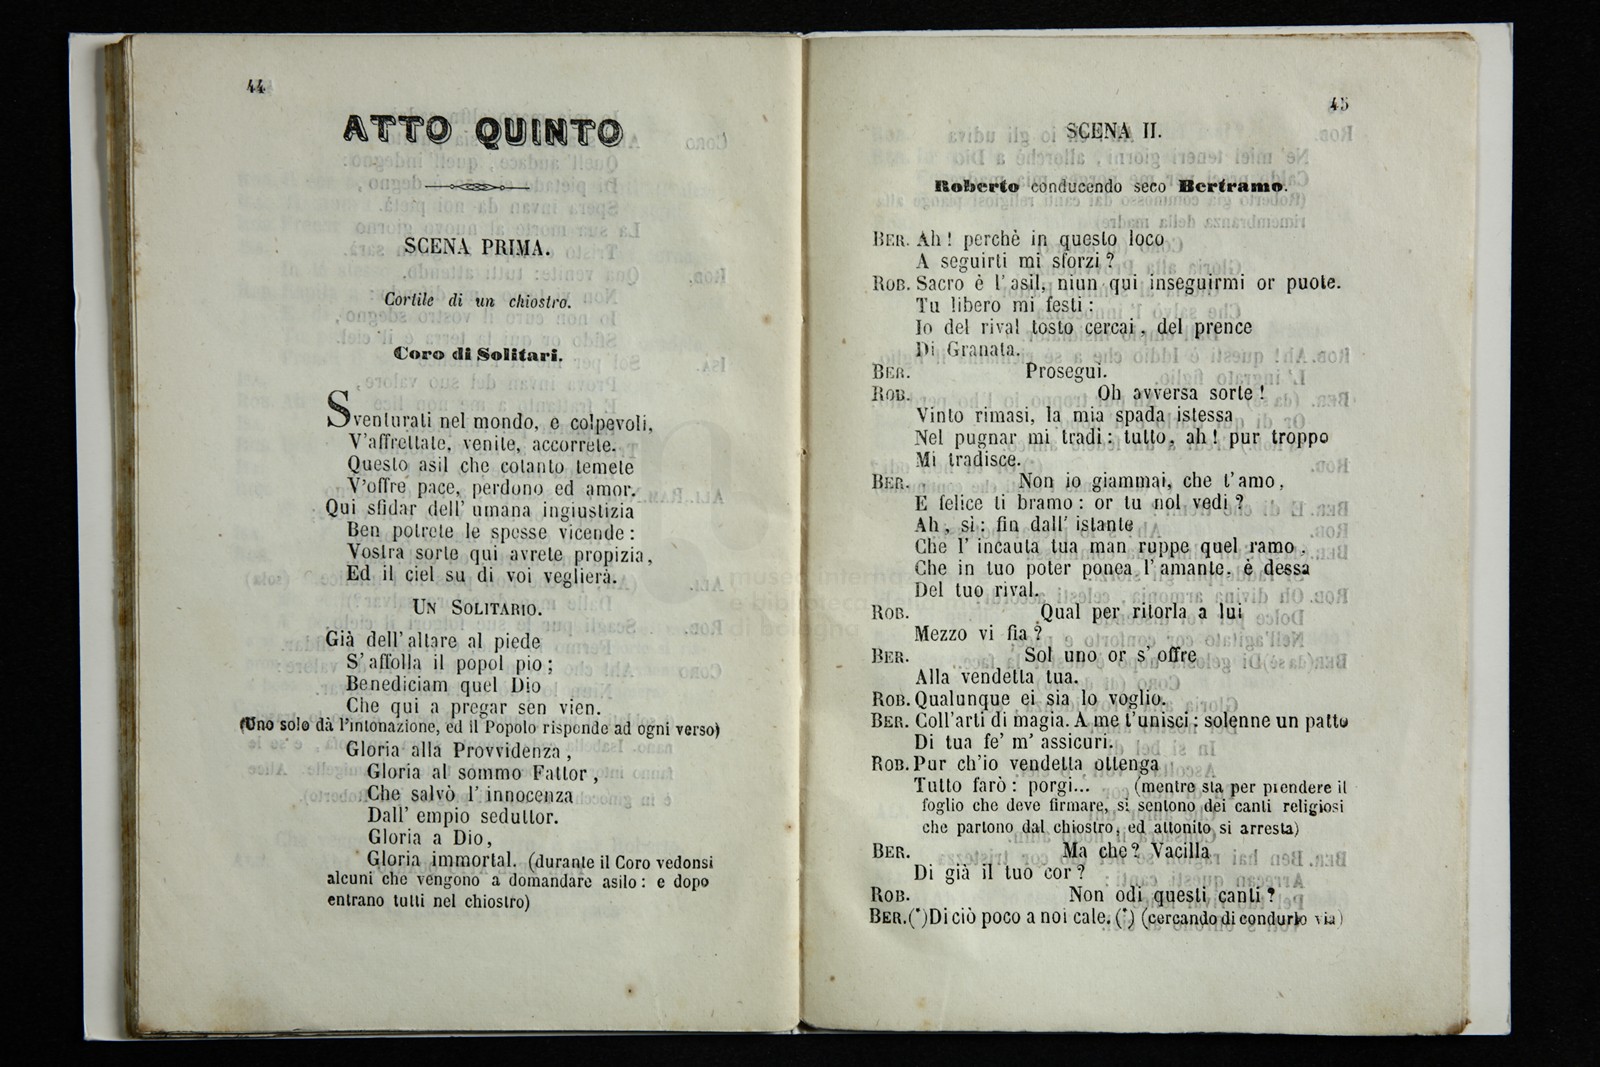 44
ATTO QUINTO
SCENA PRIMA.
Cortile di un chiostro.
Coro di Solitari.
Sventurati nel mondo, e colpevoli,
V'affrettate, venite, accorrete.
Questo asil che cotanto temete
V'offre pace, perdono ed amor.
Qui sfidar dell' umana ingiustizia
Ben potrete le spesse vicende:
Vostra sorte qui avrete propizia,
Ed il ciel su di voi veglierà.
UN SOLITARIO.
Già dell' altare al piede
S'affolla il popol pio;
Benediciam quel Dio
Che qui a pregar sen vien.
(Uno solo dà l'intonazione, ed il Popolo risponde ad ogni verso)
Gloria alla Provvidenza,
Gloria al sommo Fattor,
Che salvò l' innocenza
Dall' empio seduttor.
Gloria a Dio,
Gloria immortal. (durante il Coro vedonsi
alcuni che vengono a domandare asilo: e dopo
entrano tutti nel chiostro)
45
SCENA II.
Roberto conducendo seco Bertramo.
BER. Ah! perchè in questo loco
A seguirti mi sforzi?
ROB. Sacro è l' asil, niun qui inseguirmi or puote.
Tu libero mi festi:
Io del rival tosto cercai, del prence
Di Granata.
BER. Prosegui.
ROB. Oh avversa sorte!
Vinto rimasi, la mia spada istessa
Nel pugnar mi tradì: tutto, ah! pur troppo
Mi tradisce.
BER. Non io giammai, che t'amo,
E felice ti bramo: or tu nol vedi?
Ah, sì: fin dall' istante
Che l' incauta tua man ruppe quel ramo,
Che in tuo poter ponea l'amante, è dessa
Del tuo rival.
ROB. Qual per ritorla a lui
Mezzo vi fia?
BER. Sol uno or s' offre
Alla vendetta tua.
ROB. Qualunque ei sia lo voglio.
BER. Coll'arti di magia. A me t'unisci: solenne un patto
Di tua fe' m' assicuri.
ROB. Pur ch'io vendetta ottenga
Tutto farò: porgi... (mentre sta per prendere il
foglio che deve firmare, si sentono dei canti religiosi
che partono dal chiostro, ed attonito si arresta)
BER. Ma che? Vacilla
Di già il tuo cor?
ROB. Non odi questi canti?
BER. (*) Di ciò poco a noi cale. (*) (cercando di condurlo via)
museo internazionale
e biblioteca della musica
di bologna